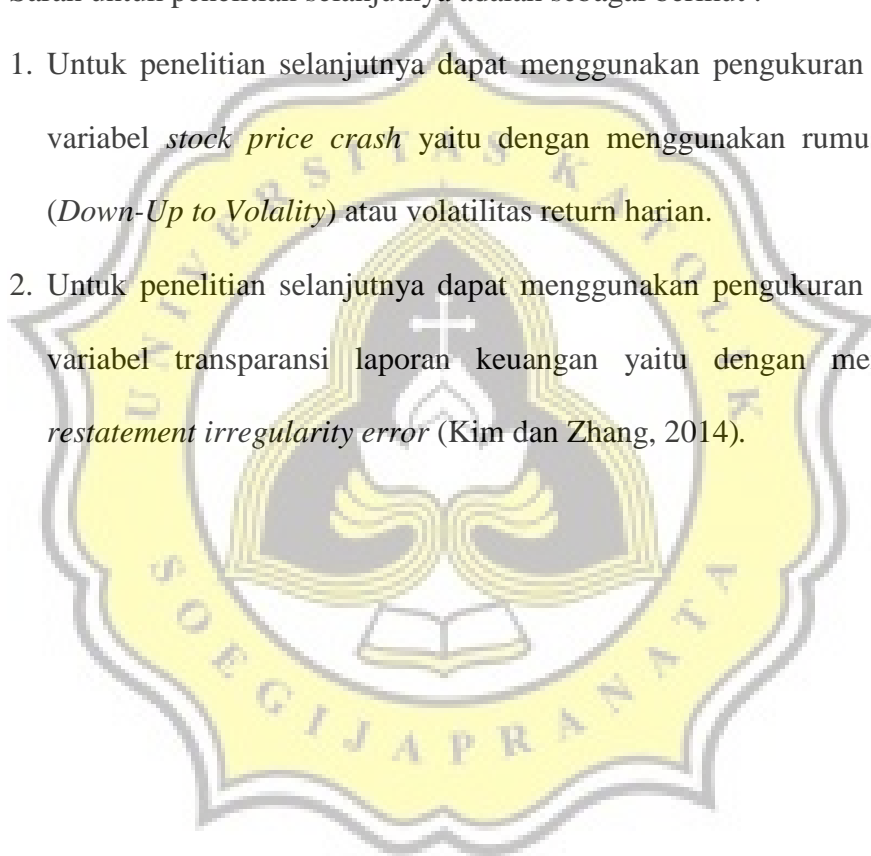 1. Untuk penelitian selanjutnya dapat menggunakan pengukuran
variabel stock price crash yaitu dengan menggunakan
(Down-Up to Volality) atau volatilitas return harian.
2. Untuk penelitian selanjutnya dapat menggunakan pengukuran
variabel transparansi laporan keuangan yaitu dengan
restatement irregularity error (Kim dan Zhang, 2014).
UNIVERSITAS KATOLIK
SOEGIJAPRANATA